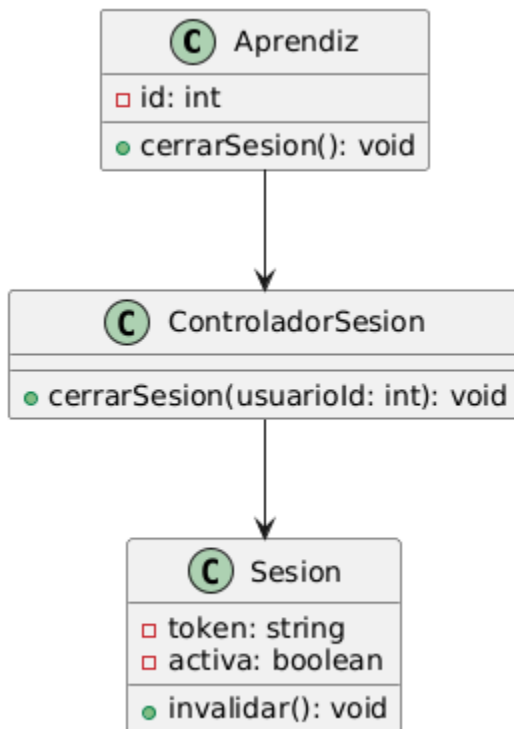 C Aprendiz
id: int
cerrarSesion(): void
C ControladorSesion
cerrarSesion(usuarioId: int): void
C Sesion
token: string
activa: boolean
invalidar(): void